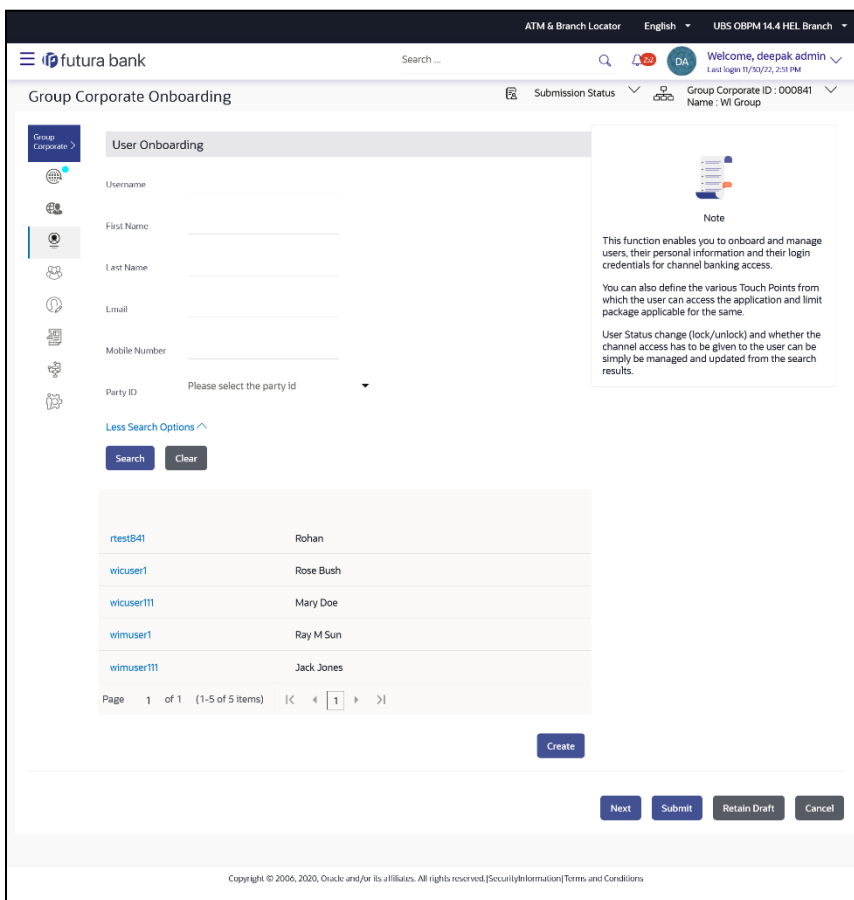 ATM & Branch Locator English UBS OBPM 14.4 HEL Branch
futura bank Search ... 252 DA Welcome, deepak admin
Last login 11/30/22, 2:51 PM
Group Corporate Onboarding Submission Status Group Corporate ID : 000841
Name : WI Group
Group
Corporate >
User Onboarding
Username
First Name
Last Name
Email
Mobile Number
Party ID Please select the party id
Less Search Options
Search Clear
Note
This function enables you to onboard and manage
users, their personal information and their login
credentials for channel banking access.
You can also define the various Touch Points from
which the user can access the application and limit
package applicable for the same.
User Status change (lock/unlock) and whether the
channel access has to be given to the user can be
simply be managed and updated from the search
results.
rtest841 Rohan
wicuser1 Rose Bush
wicuser111 Mary Doe
wimuser1 Ray M Sun
wimuser111 Jack Jones
Page 1 of 1 (1-5 of 5 items) 1
Create
Next Submit Retain Draft Cancel
Copyright © 2006, 2020, Oracle and/or its affiliates. All rights reserved.|SecurityInformation|Terms and Conditions